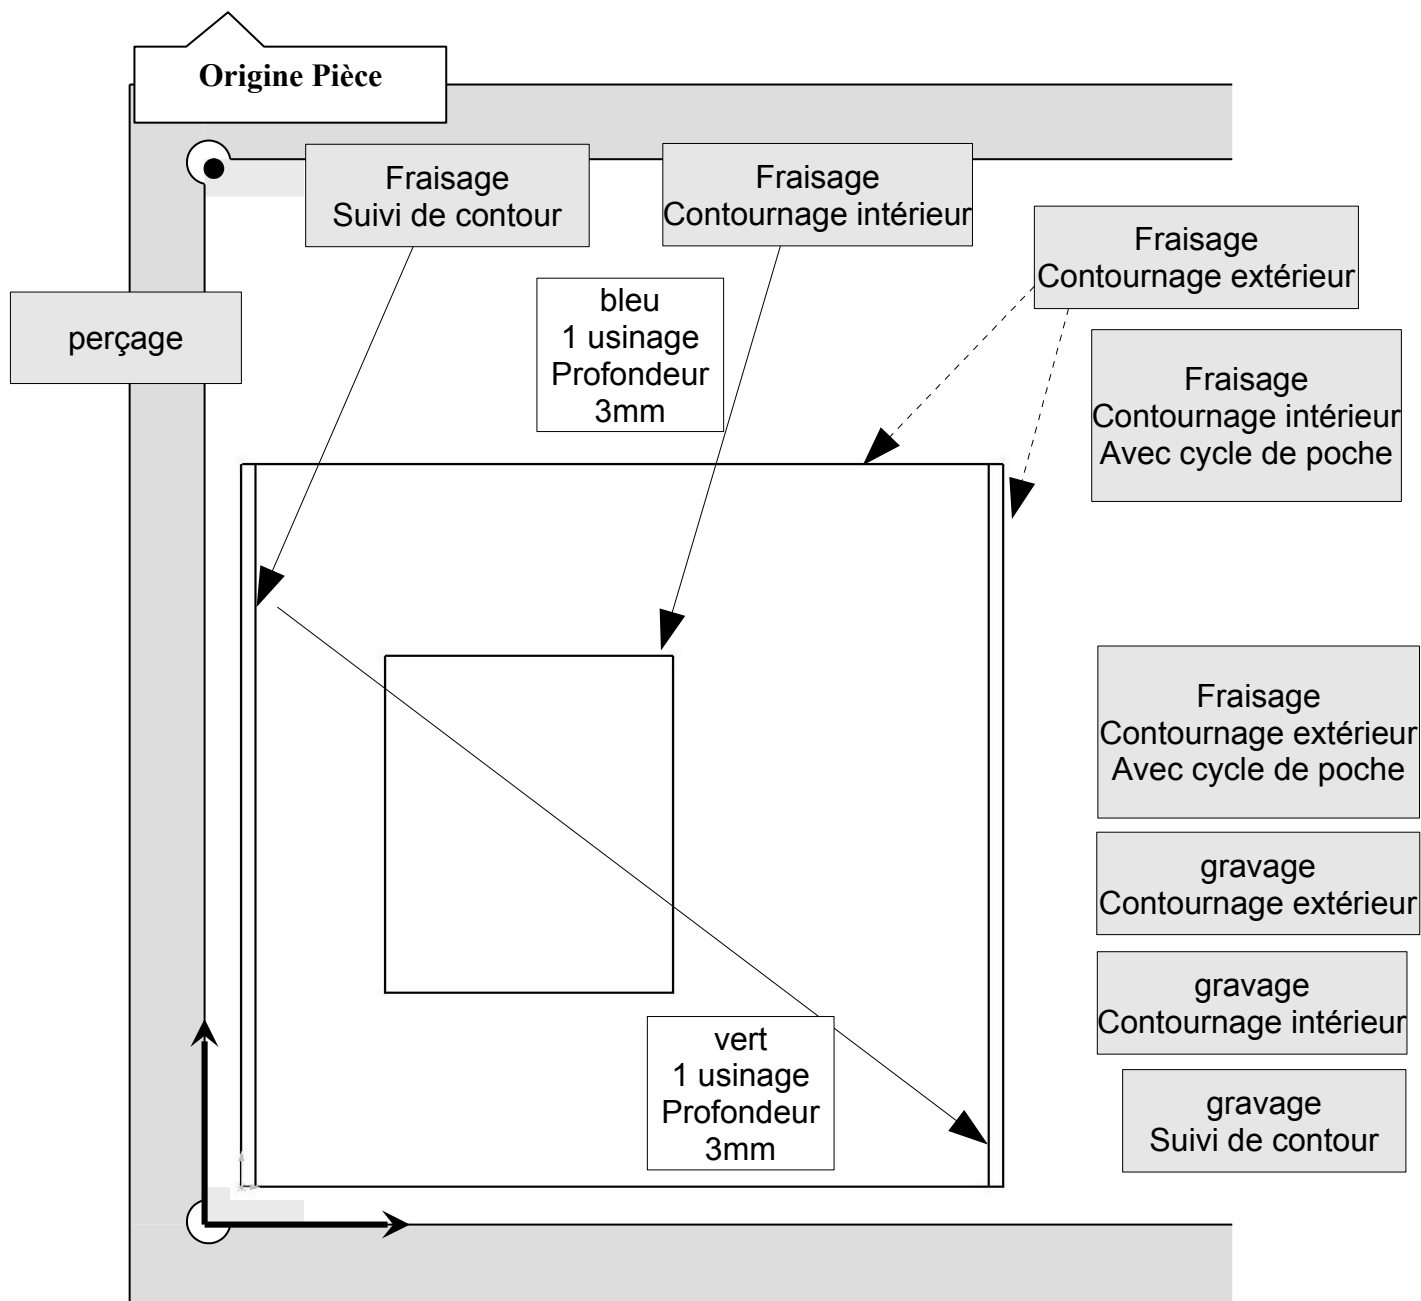 Origine Pièce
Fraisage
Suivi de contour
Fraisage
Contournage intérieur
Fraisage
Contournage extérieur
perçage
bleu
1 usinage
Profondeur
3mm
Fraisage
Contournage intérieur
Avec cycle de poche
Fraisage
Contournage extérieur
Avec cycle de poche
gravage
Contournage extérieur
gravage
Contournage intérieur
vert
1 usinage
Profondeur
3mm
gravage
Suivi de contour